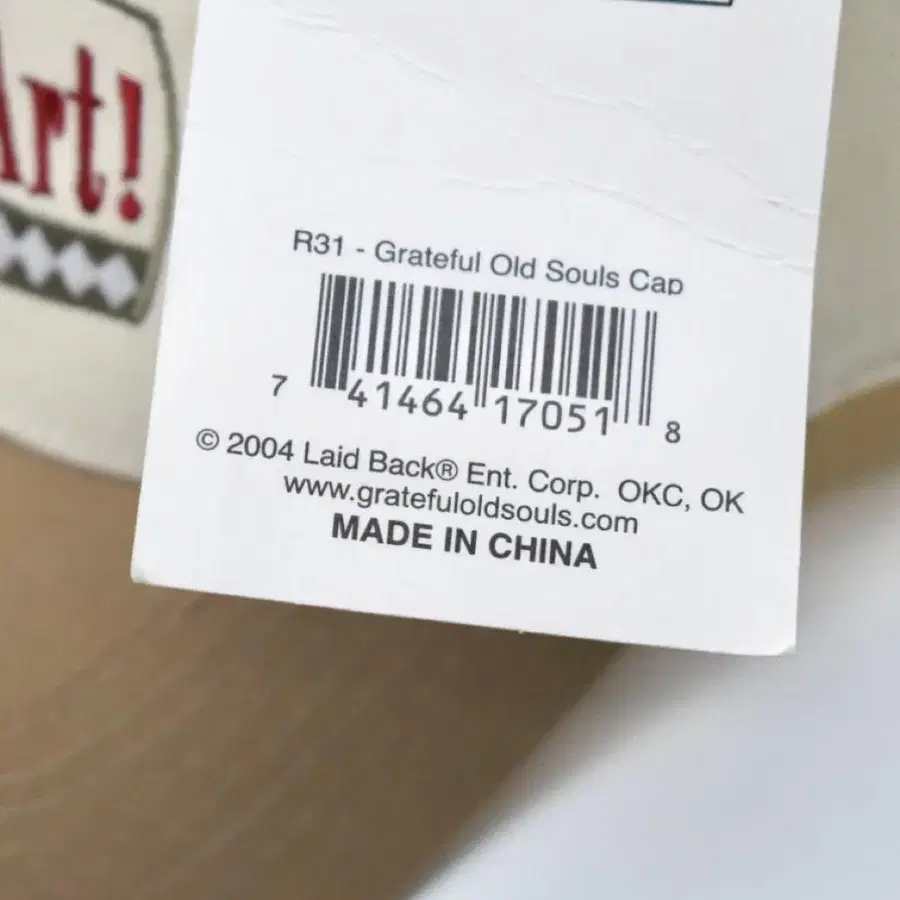 Art!
R31 - Grateful Old Souls Cap
7 41464 17051 8
© 2004 Laid Back® Ent. Corp. OKC, OK
www.gratefuloldsouls.com
MADE IN CHINA